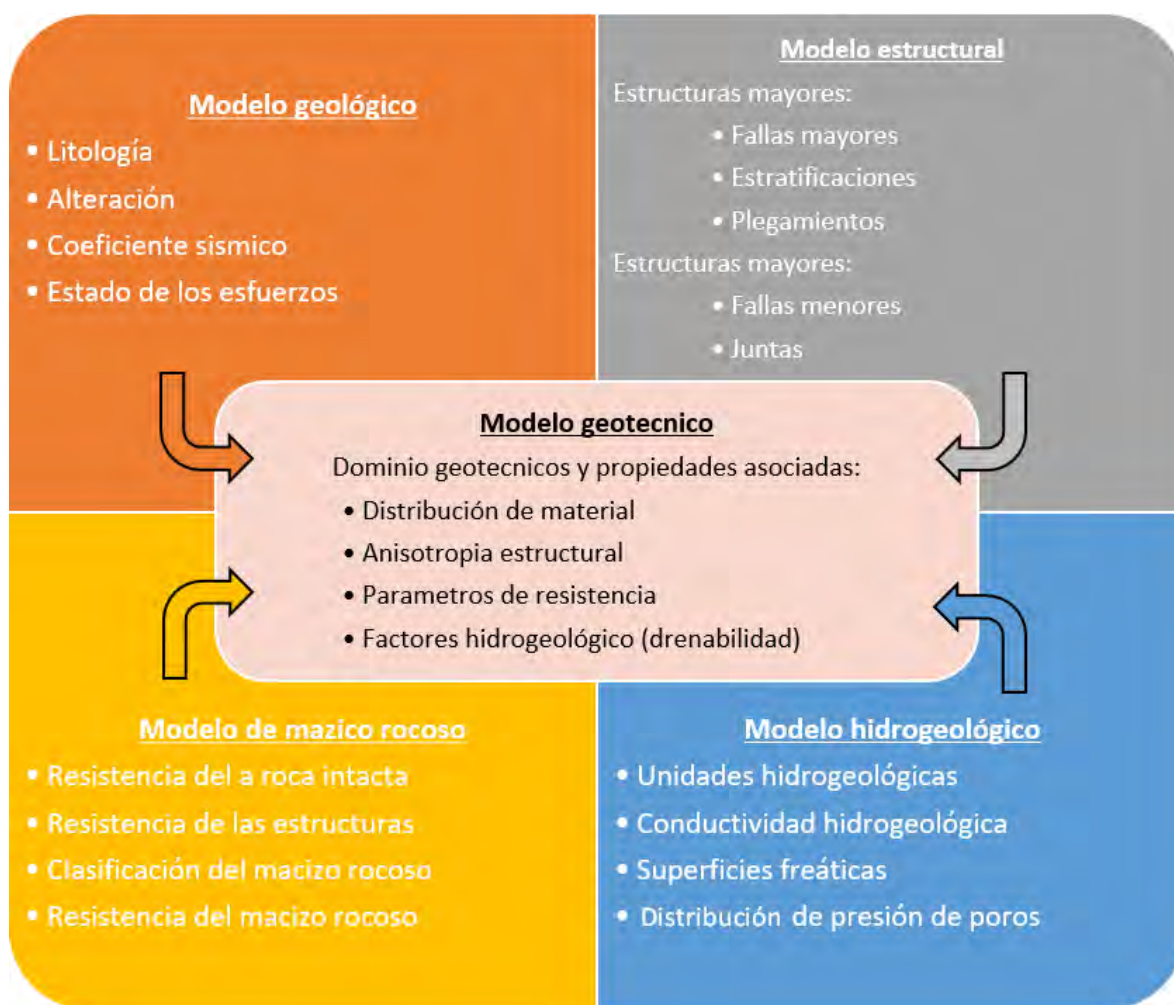 Modelo geológico
• Litología
• Alteración
• Coeficiente sismico
• Estado de los esfuerzos
Modelo estructural
Estructuras mayores:
• Fallas mayores
• Estratificaciones
• Plegamientos
Estructuras mayores:
• Fallas menores
• Juntas
Modelo geotecnico
Dominio geotecnicos y propiedades asociadas:
• Distribución de material
• Anisotropia estructural
• Parametros de resistencia
• Factores hidrogeológico (drenabilidad)
Modelo de mazico rocoso
• Resistencia del a roca intacta
• Resistencia de las estructuras
• Clasificación del macizo rocoso
• Resistencia del macizo rocoso
Modelo hidrogeológico
• Unidades hidrogeológicas
• Conductividad hidrogeológica
• Superficies freáticas
• Distribución de presión de poros